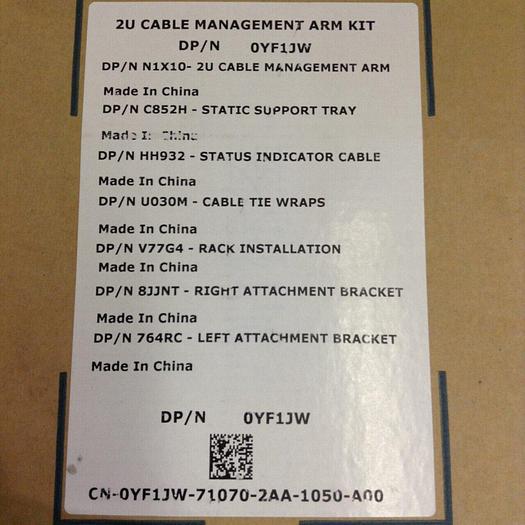 2U CABLE MANAGEMENT ARM KIT
DP/N 0YF1JW
DP/N N1X10- 2U CABLE MANAGEMENT ARM
Made In China
DP/N C852H - STATIC SUPPORT TRAY
Made In China
DP/N HH932 - STATUS INDICATOR CABLE
Made In China
DP/N U030M - CABLE TIE WRAPS
Made In China
DP/N V77G4 - RACK INSTALLATION
Made In China
DP/N 8JJNT - RIGHT ATTACHMENT BRACKET
Made In China
DP/N 764RC - LEFT ATTACHMENT BRACKET
Made In China
DP/N 0YF1JW
CN-0YF1JW-71070-2AA-1050-A00